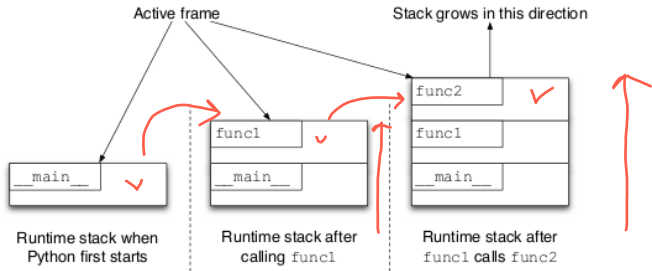 Active frame
Stack grows in this direction
func2
func1
func1
__main__
__main__
__main__
Runtime stack when
Python first starts
Runtime stack after
calling func1
Runtime stack after
func1 calls func2